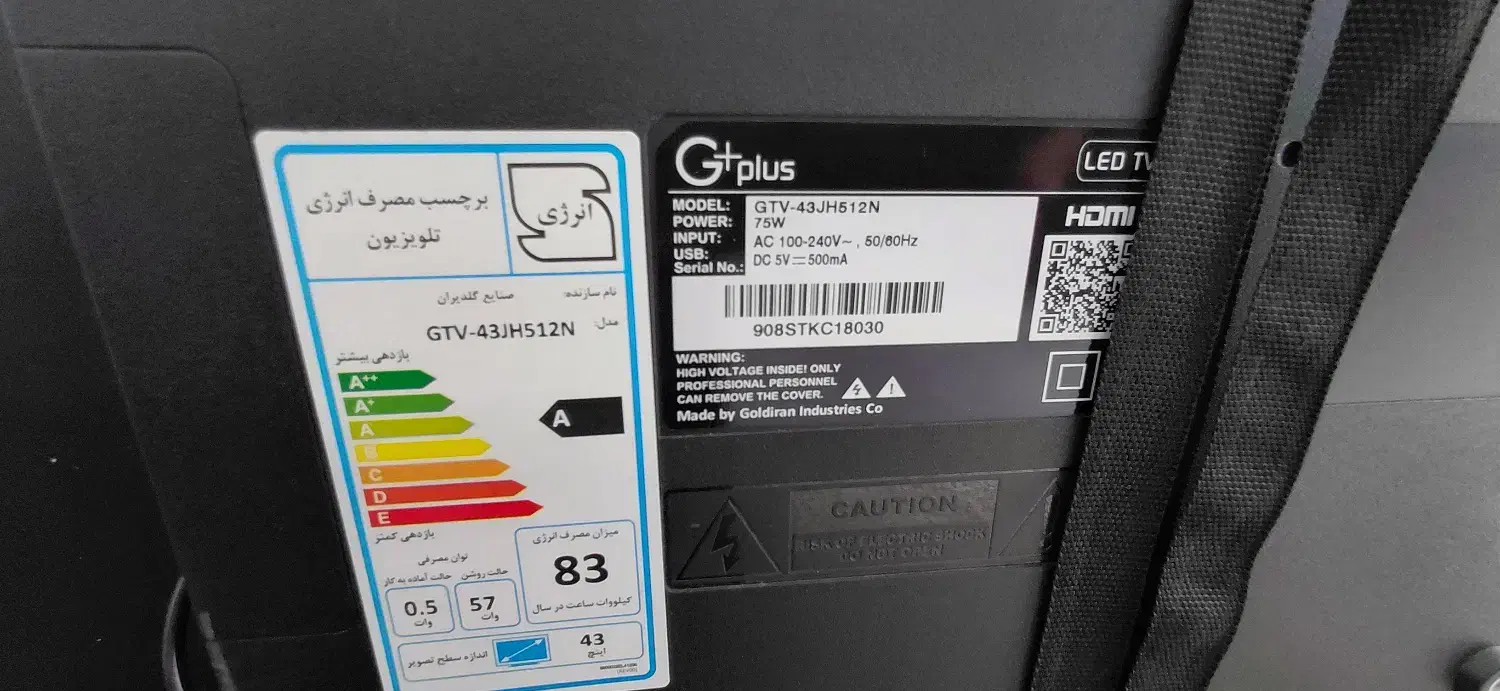 برچسب مصرف انرژی
تلویزیون
انرژی
نام سازنده: صنایع گلدیران
مدل: GTV-43JH512N
بازدهی بیشتر
A++
A+
A
B
C
D
E
A
بازدهی کمتر
توان مصرفی
حالت روشن
57
وات
حالت آماده به کار
0.5
وات
میزان مصرف انرژی
83
کیلووات ساعت در سال
اندازه سطح تصویر
43
اینچ
G+plus
LED TV
MODEL: GTV-43JH512N
POWER: 75W
INPUT: AC 100-240V~ , 50/60Hz
USB: DC 5V⎓500mA
Serial No.:
908STKC18030
HDMI
WARNING:
HIGH VOLTAGE INSIDE! ONLY
PROFESSIONAL PERSONNEL
CAN REMOVE THE COVER.
Made by Goldiran Industries Co
CAUTION
RISK OF ELECTRIC SHOCK
DO NOT OPEN